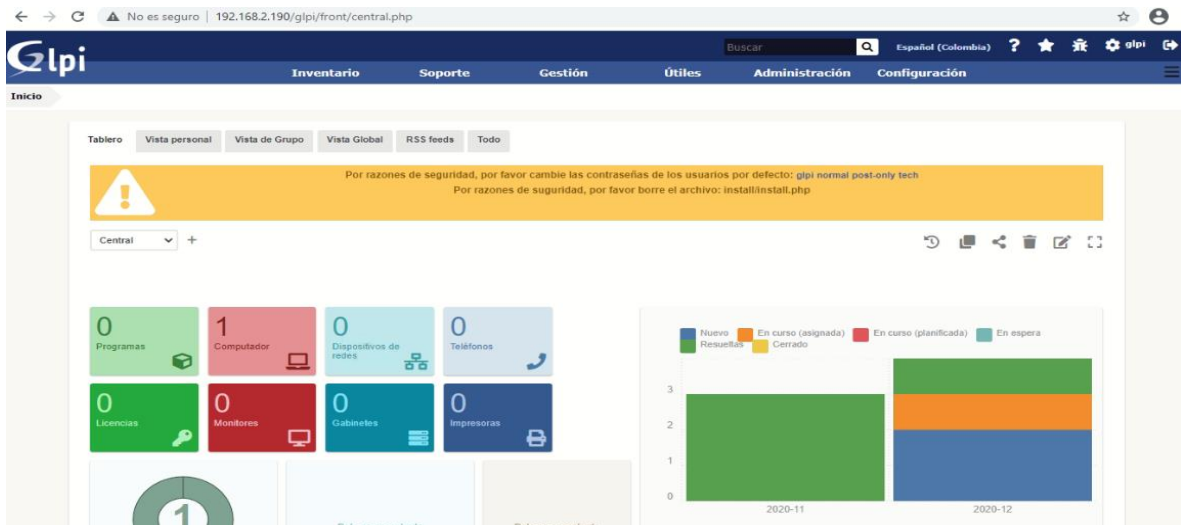 No es seguro | 192.168.2.190/glpi/front/central.php
Glpi
Buscar Español (Colombia) ? glpi
Inventario Soporte Gestión Útiles Administración Configuración
Inicio
Tablero Vista personal Vista de Grupo Vista Global RSS feeds Todo
Por razones de seguridad, por favor cambie las contraseñas de los usuarios por defecto: glpi normal post-only tech
Por razones de suguridad, por favor borre el archivo: install/install.php
Central +
0
Programas
1
Computador
0
Dispositivos de
redes
0
Teléfonos
0
Licencias
0
Monitores
0
Gabinetes
0
Impresoras
1
Nuevo En curso (asignada) En curso (planificada) En espera
Resueltas Cerrado
3
2
1
0
2020-11 2020-12